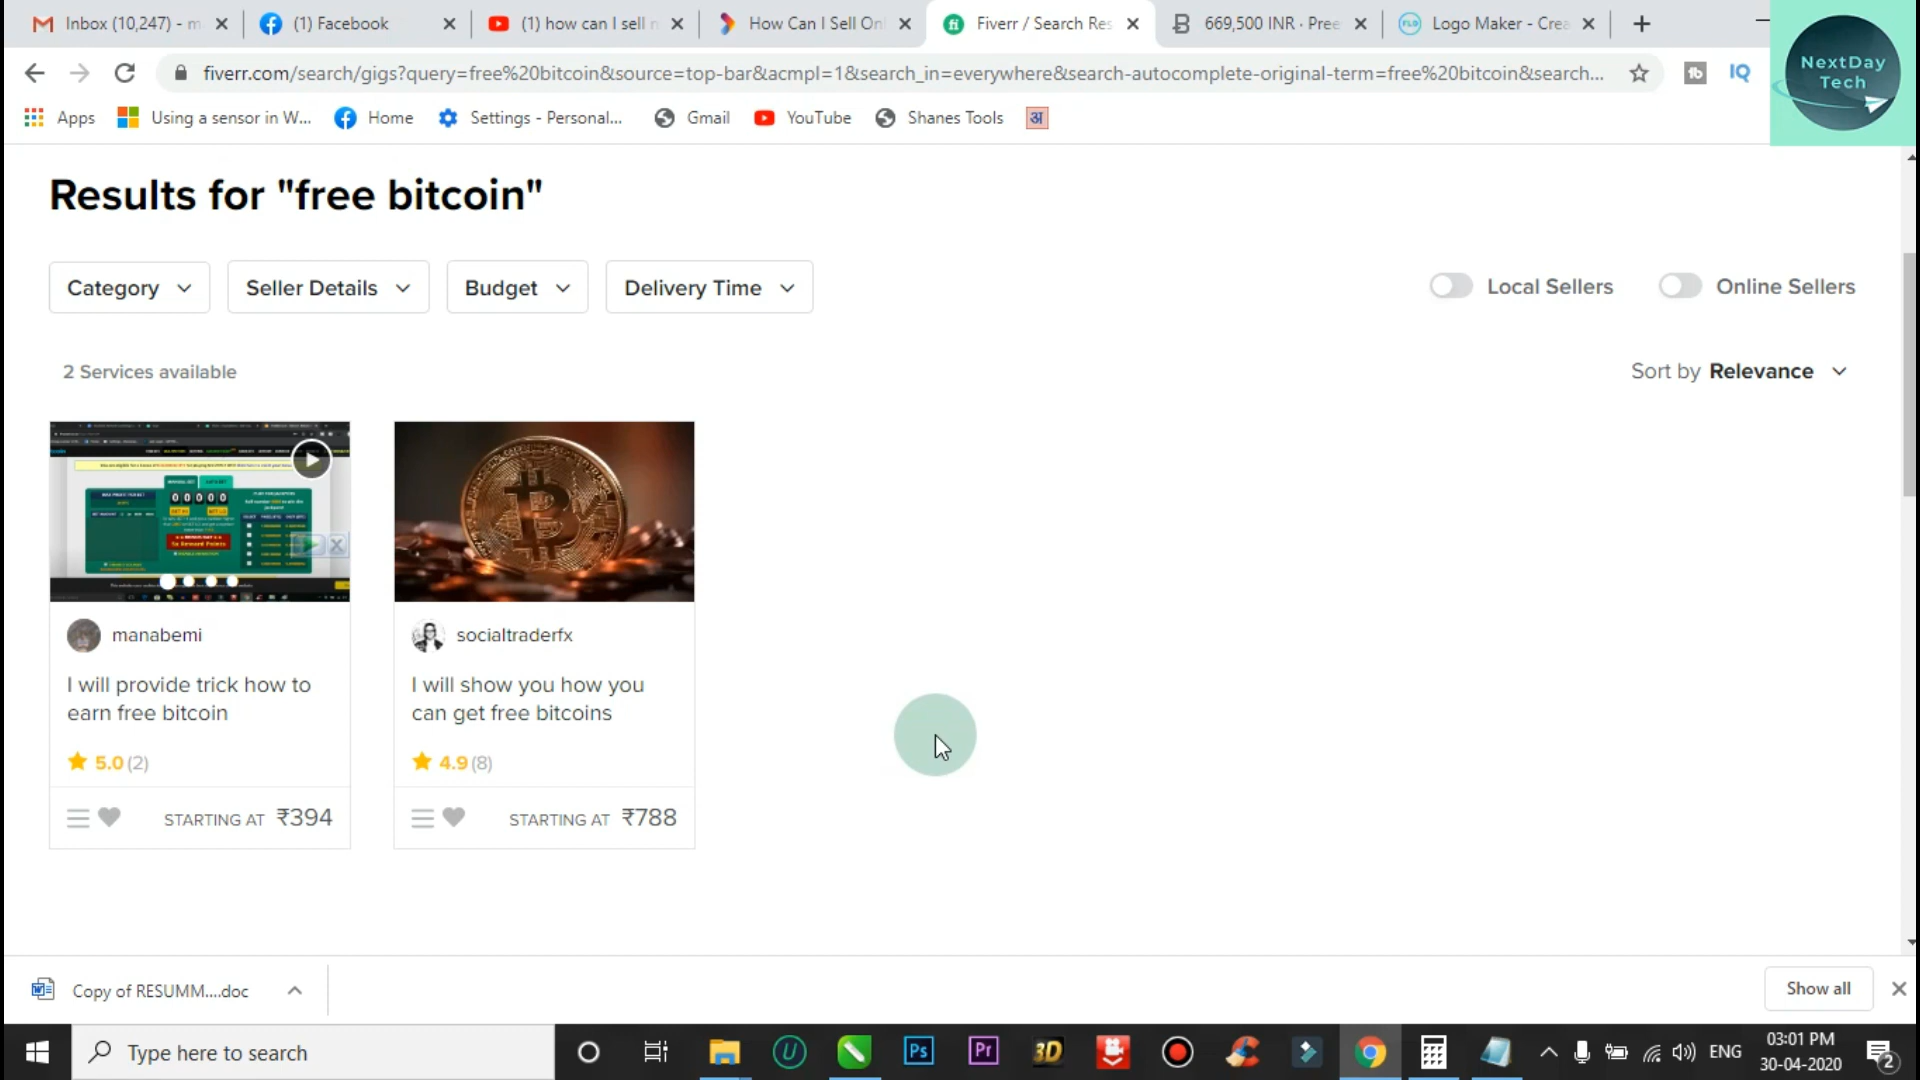 Inbox (10,247) - m
(1) Facebook
(1) how can I sell n
How Can I Sell Onl
Fiverr / Search Res
669,500 INR · Pree
Logo Maker - Crea
NextDay
Tech
fiverr.com/search/gigs?query=free%20bitcoin&source=top-bar&acmpl=1&search_in=everywhere&search-autocomplete-original-term=free%20bitcoin&search...
IQ
Apps
Using a sensor in W...
Home
Settings - Personal...
Gmail
YouTube
Shanes Tools
अ
Results for "free bitcoin"
Category
Seller Details
Budget
Delivery Time
Local Sellers
Online Sellers
2 Services available
Sort by Relevance
manabemi
I will provide trick how to
earn free bitcoin
5.0 (2)
STARTING AT ₹394
socialtraderfx
I will show you how you
can get free bitcoins
4.9 (8)
STARTING AT ₹788
Copy of RESUMM....doc
Show all
Type here to search
Ps
Pr
3D
ENG
03:01 PM
30-04-2020
2